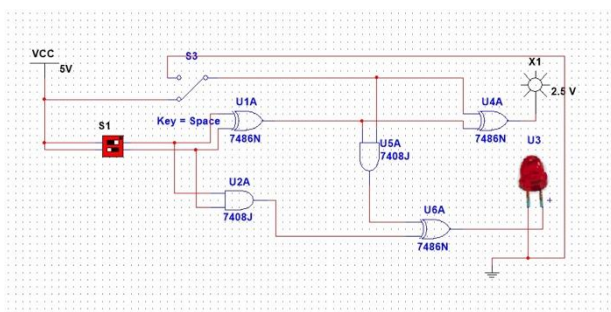 VCC
5V
S3
X1
2.5 V
S1
Key = Space
U1A
7486N
U4A
7486N
U3
U5A
7408J
U2A
7408J
U6A
7486N
+